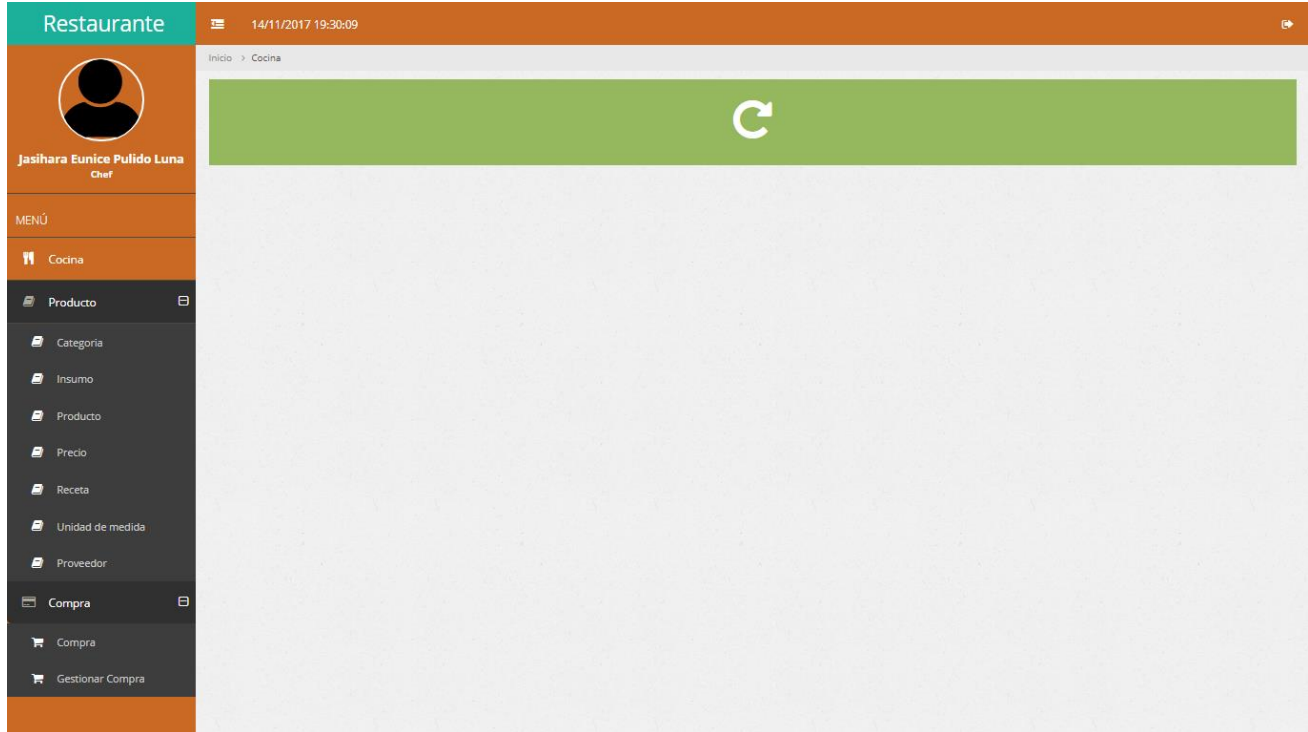 Restaurante
14/11/2017 19:30:09
Inicio > Cocina
Jasihara Eunice Pulido Luna
Chef
MENÚ
Cocina
Producto
Categoria
Insumo
Producto
Precio
Receta
Unidad de medida
Proveedor
Compra
Compra
Gestionar Compra